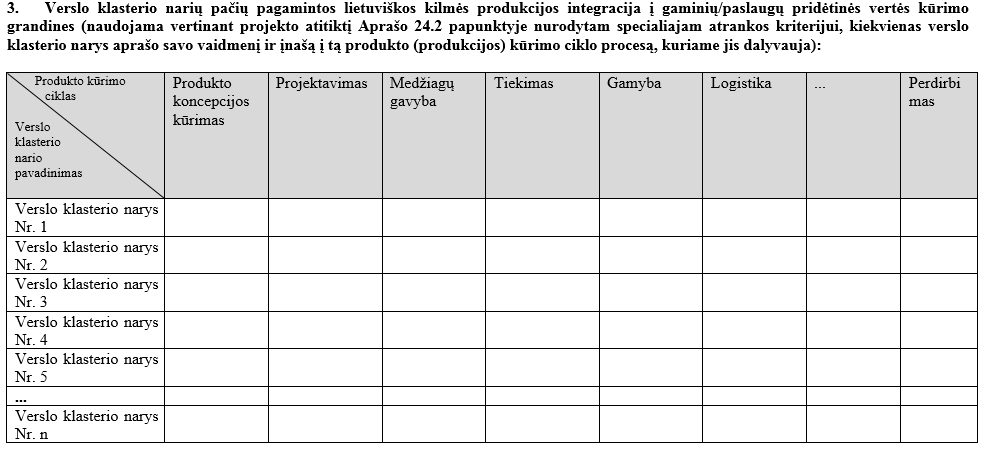 3. Verslo klasterio narių pačių pagamintos lietuviškos kilmės produkcijos integracija į gaminių/paslaugų pridėtinės vertės kūrimo
grandines (naudojama vertinant projekto atitiktį Aprašo 24.2 papunktyje nurodytam specialiajam atrankos kriterijui, kiekvienas verslo
klasterio narys aprašo savo vaidmenį ir įnašą į tą produkto (produkcijos) kūrimo ciklo procesą, kuriame jis dalyvauja):
Produkto kūrimo
ciklas
Verslo
klasterio
nario
pavadinimas
Produkto
koncepcijos
kūrimas
Projektavimas
Medžiagų
gavyba
Tiekimas
Gamyba
Logistika
...
Perdirbi
mas
Verslo klasterio narys
Nr. 1
Verslo klasterio narys
Nr. 2
Verslo klasterio narys
Nr. 3
Verslo klasterio narys
Nr. 4
Verslo klasterio narys
Nr. 5
...
Verslo klasterio narys
Nr. n